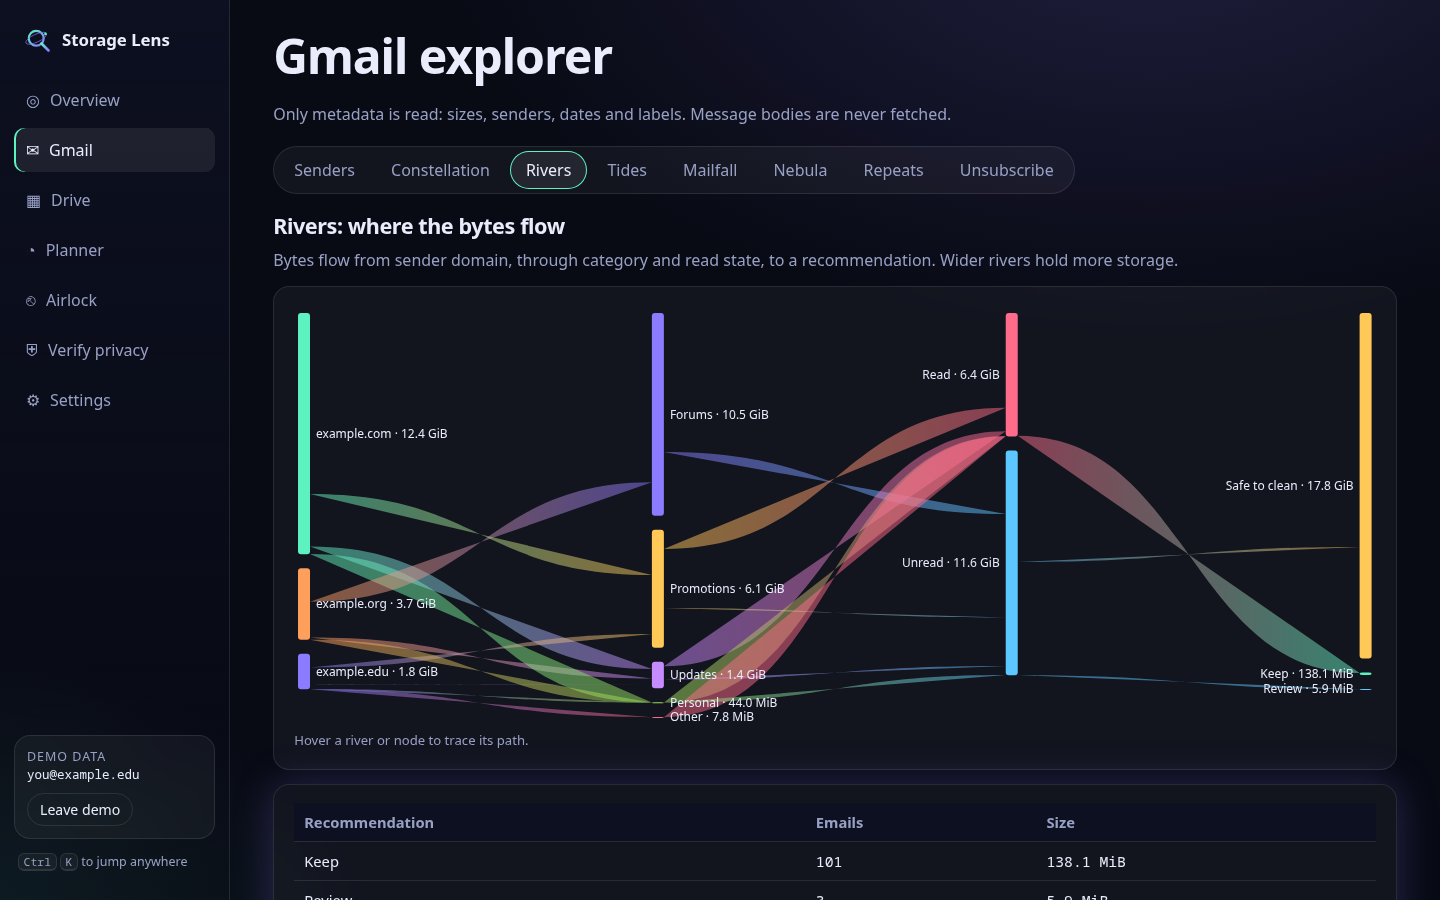 Storage Lens
Overview
Gmail
Drive
Planner
Airlock
Verify privacy
Settings
DEMO DATA
you@example.edu
Leave demo
Ctrl K to jump anywhere
Gmail explorer
Only metadata is read: sizes, senders, dates and labels. Message bodies are never fetched.
Senders Constellation Rivers Tides Mailfall Nebula Repeats Unsubscribe
Rivers: where the bytes flow
Bytes flow from sender domain, through category and read state, to a recommendation. Wider rivers hold more storage.
example.com · 12.4 GiB
example.org · 3.7 GiB
example.edu · 1.8 GiB
Forums · 10.5 GiB
Promotions · 6.1 GiB
Updates · 1.4 GiB
Personal · 44.0 MiB
Other · 7.8 MiB
Read · 6.4 GiB
Unread · 11.6 GiB
Safe to clean · 17.8 GiB
Keep · 138.1 MiB
Review · 5.9 MiB
Hover a river or node to trace its path.
Recommendation Emails Size
Keep 101 138.1 MiB
Review 5.9 MiB